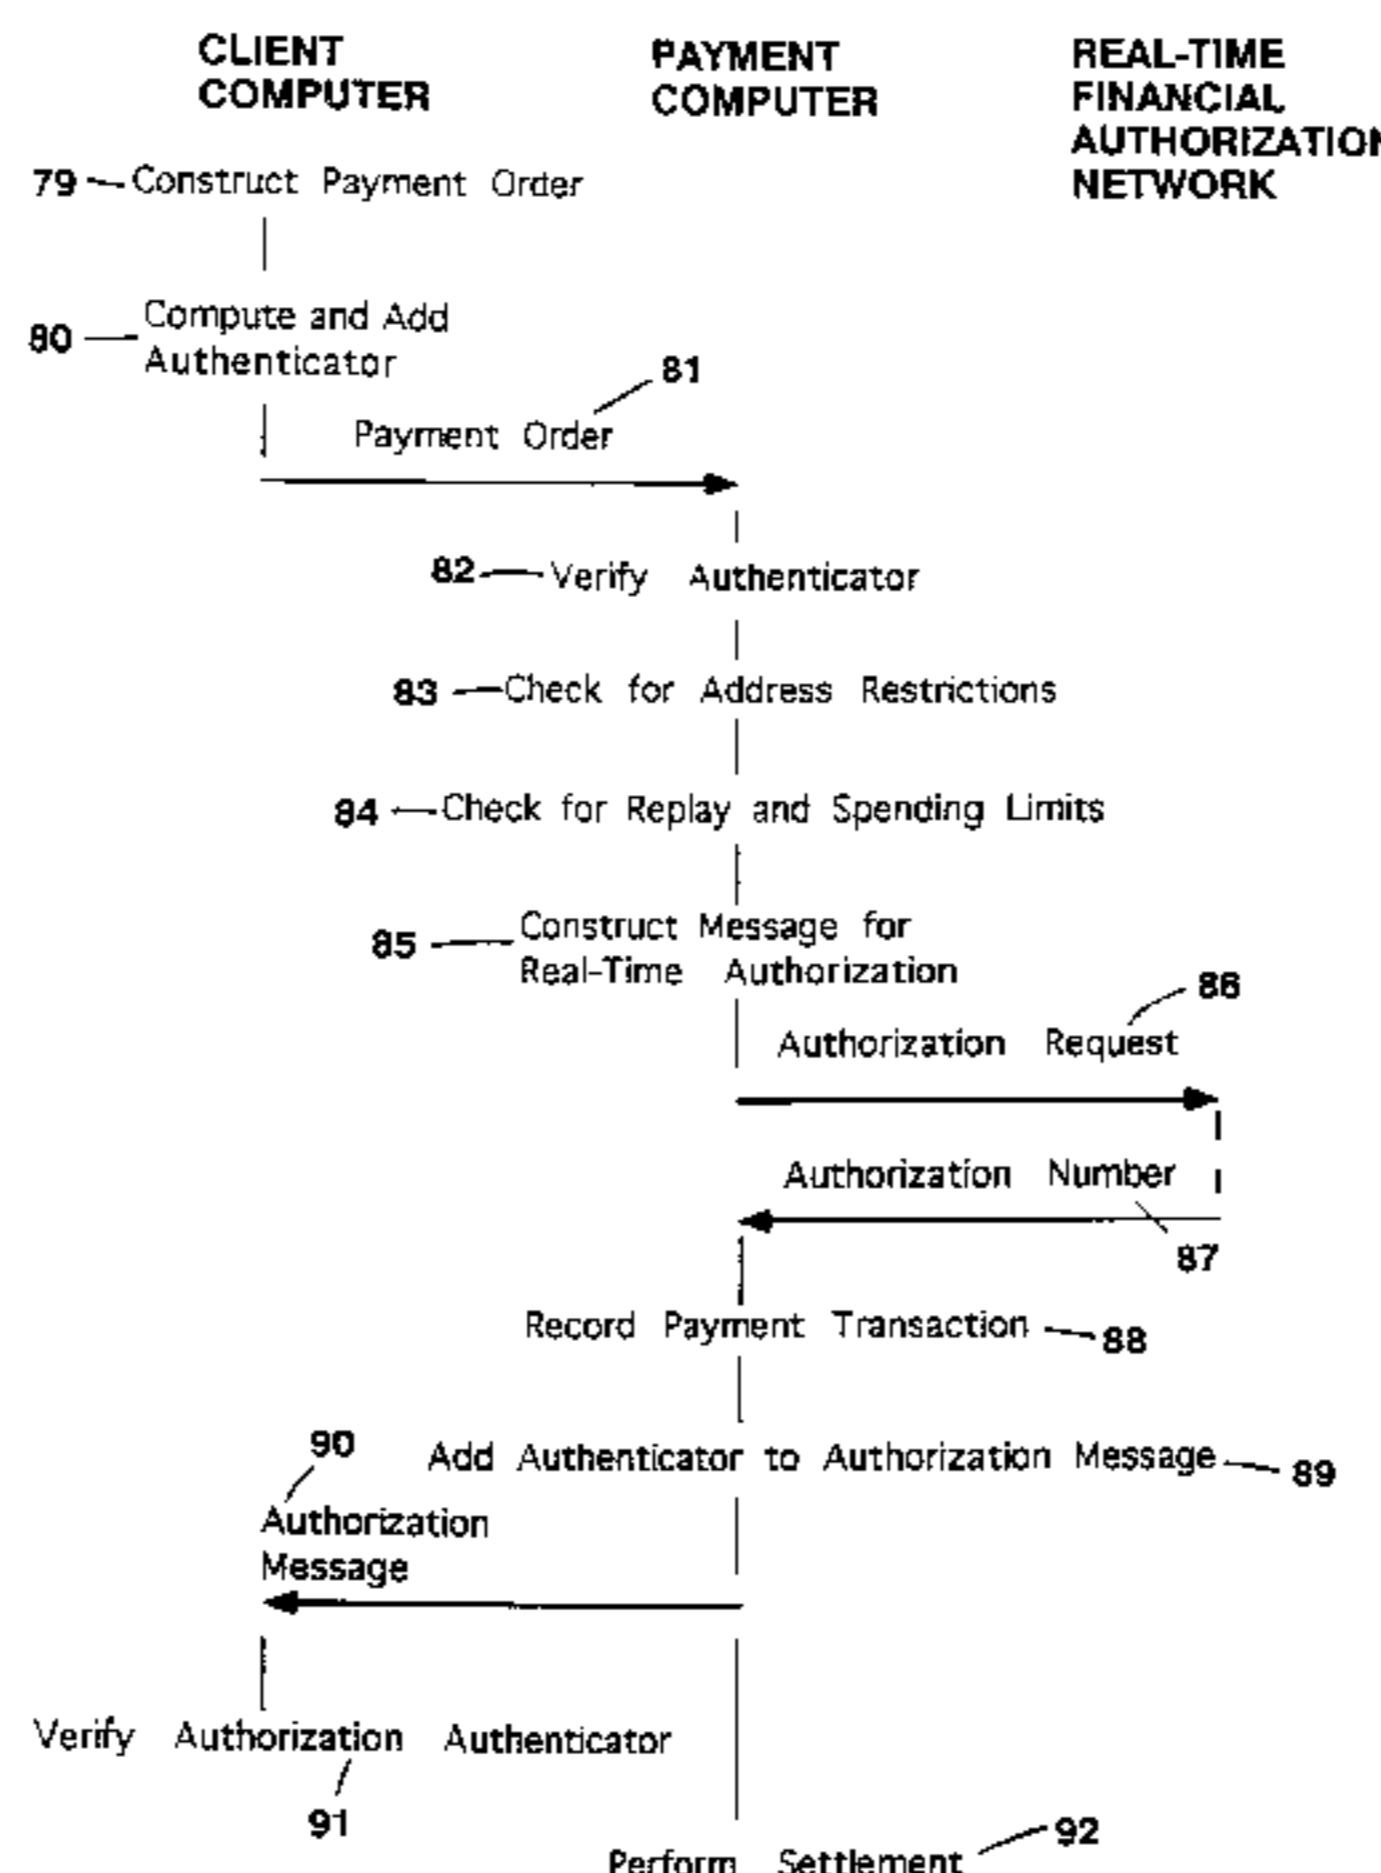 CLIENT
COMPUTER
PAYMENT
COMPUTER
REAL-TIME
FINANCIAL
AUTHORIZATION
NETWORK
79 Construct Payment Order
80 Compute and Add
Authenticator
81
Payment Order
82 Verify Authenticator
83 Check for Address Restrictions
84 Check for Replay and Spending Limits
85 Construct Message for
Real-Time Authorization
86
Authorization Request
Authorization Number
87
Record Payment Transaction 88
90
Add Authenticator to Authorization Message 89
Authorization
Message
Verify Authorization Authenticator
91
92
Perform Settlement